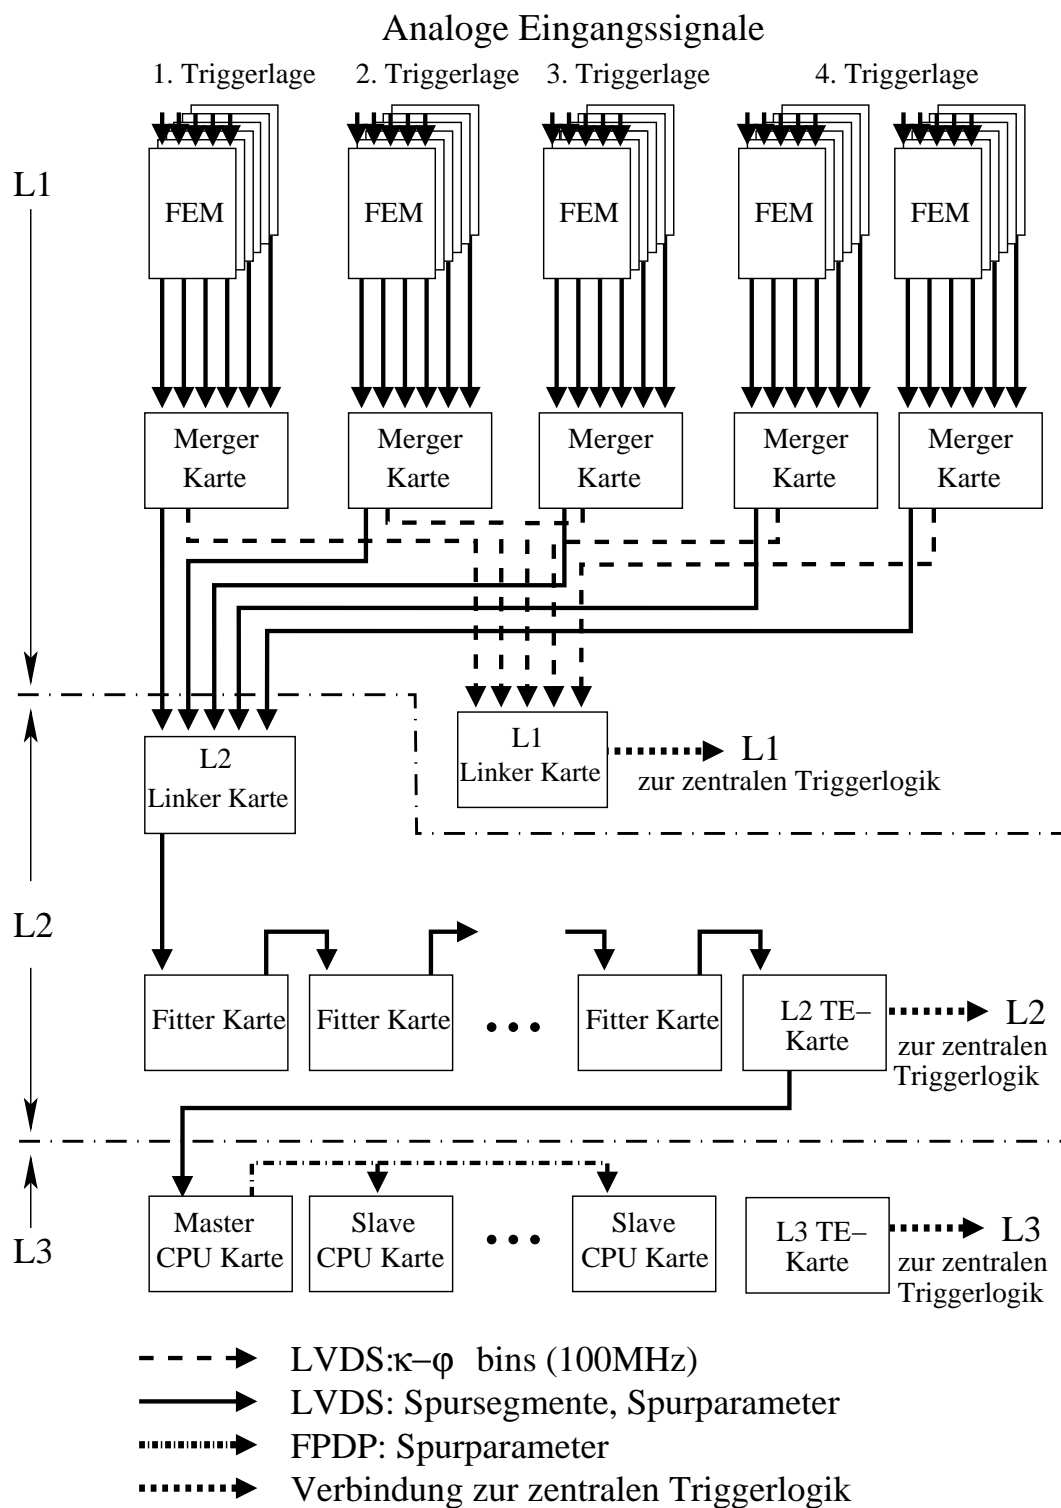 Analoge Eingangssignale
1. Triggerlage 2. Triggerlage 3. Triggerlage 4. Triggerlage
L1
FEM FEM FEM FEM FEM
Merger Karte
Merger Karte
Merger Karte
Merger Karte
Merger Karte
L2
Linker Karte
L1
Linker Karte
L1
zur zentralen Triggerlogik
L2
Fitter Karte
Fitter Karte
Fitter Karte
L2 TE–
Karte
L2
zur zentralen
Triggerlogik
L3
Master
CPU Karte
Slave
CPU Karte
Slave
CPU Karte
L3 TE–
Karte
L3
zur zentralen
Triggerlogik
LVDS:κ–φ bins (100MHz)
LVDS: Spursegmente, Spurparameter
FPDP: Spurparameter
Verbindung zur zentralen Triggerlogik